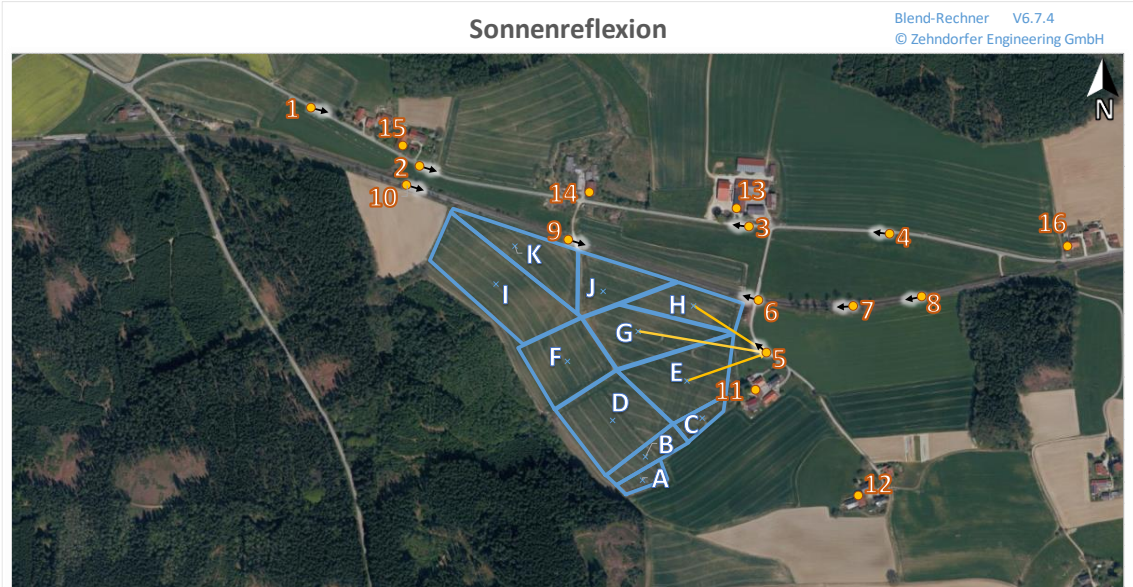 Sonnenreflexion
Blend-Rechner V6.7.4
© Zehndorfer Engineering GmbH
N
1
15
2
10
14
13
9
3
4
16
K
I
J
H
6
7
8
G
F
E
5
11
D
C
B
A
12